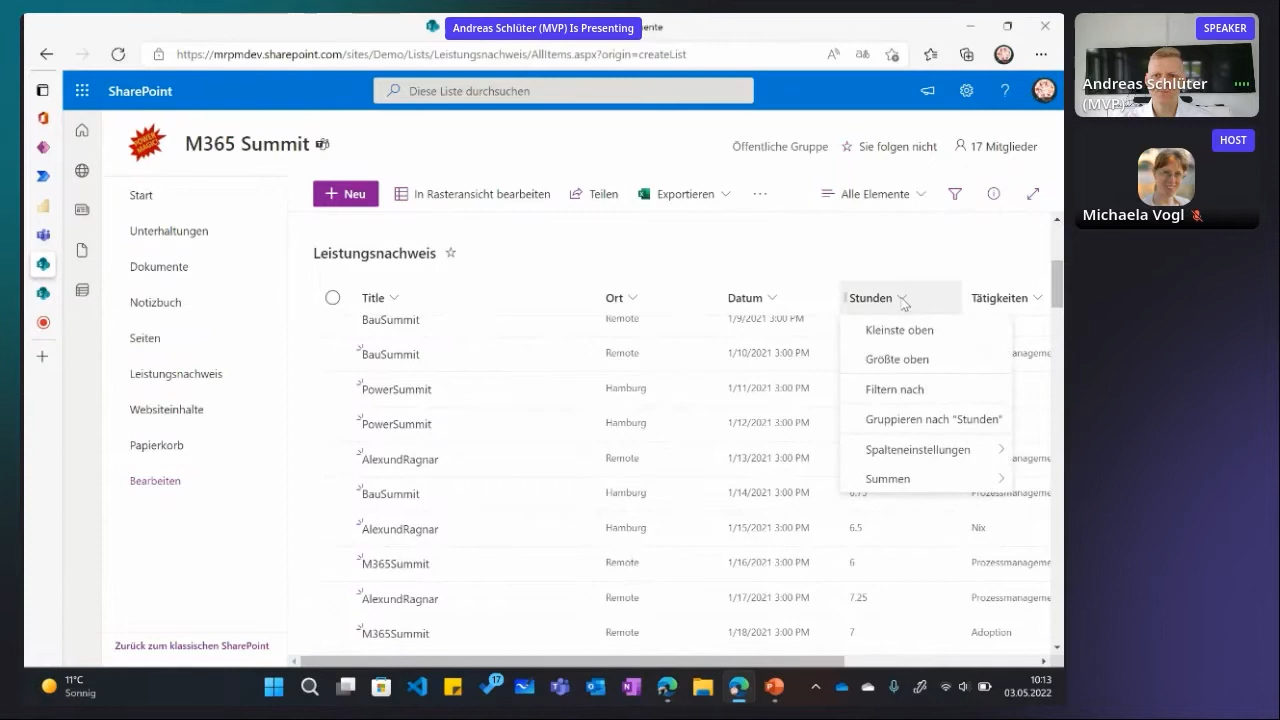 Andreas Schlüter (MVP) Is Presenting
https://mrpmdev.sharepoint.com/sites/Demo/Lists/Leistungsnachweis/AllItems.aspx?origin=createList
SharePoint
Diese Liste durchsuchen
M365 Summit
Öffentliche Gruppe
Sie folgen nicht
17 Mitglieder
Start
Unterhaltungen
Dokumente
Notizbuch
Seiten
Leistungsnachweis
Websiteinhalte
Papierkorb
Bearbeiten
Zurück zum klassischen SharePoint
+ Neu
In Rasteransicht bearbeiten
Teilen
Exportieren
Alle Elemente
Leistungsnachweis
Title Ort Datum Stunden Tätigkeiten
BauSummit Remote 1/9/2021 3:00 PM
BauSummit Remote 1/10/2021 3:00 PM
PowerSummit Hamburg 1/11/2021 3:00 PM
PowerSummit Hamburg 1/12/2021 3:00 PM
AlexundRagnar Remote 1/13/2021 3:00 PM
BauSummit Hamburg 1/14/2021 3:00 PM 6.75 Prozessmanageme
AlexundRagnar Hamburg 1/15/2021 3:00 PM 6.5 Nix
M365Summit Remote 1/16/2021 3:00 PM 6 Prozessmanageme
AlexundRagnar Remote 1/17/2021 3:00 PM 7.25 Prozessmanageme
M365Summit Remote 1/18/2021 3:00 PM 7 Adoption
Kleinste oben
Größte oben
Filtern nach
Gruppieren nach "Stunden"
Spalteneinstellungen
Summen
11°C
Sonnig
17
10:13
03.05.2022
SPEAKER
Andreas Schlüter
(MVP)
HOST
Michaela Vogl